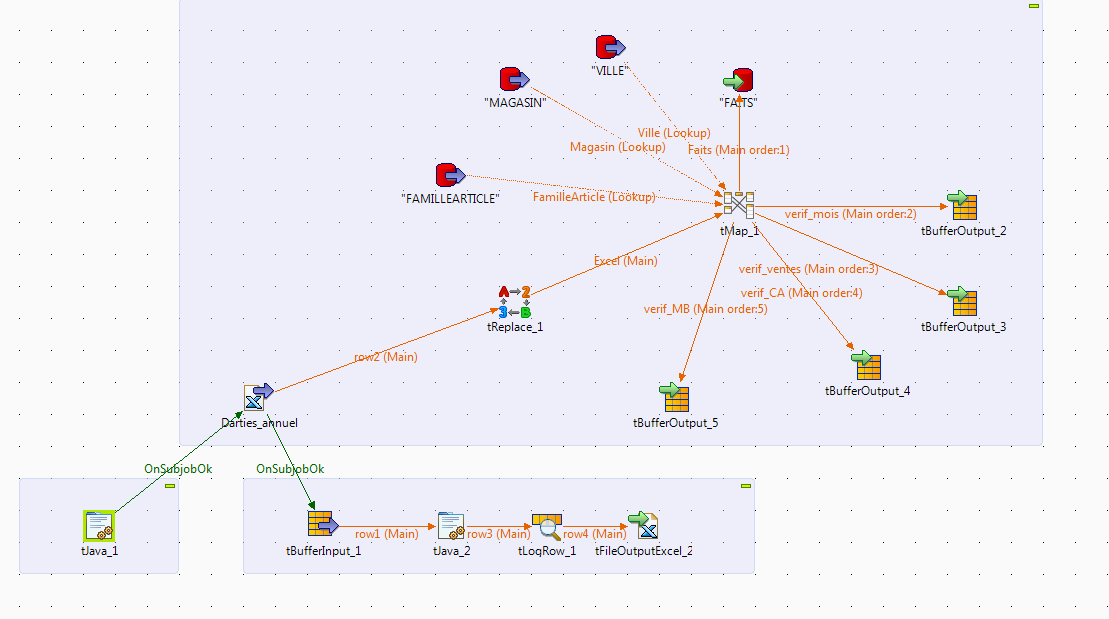 "VILLE"
"MAGASIN"
"FAITS"
Ville (Lookup)
Magasin (Lookup)
Faits (Main order:1)
"FAMILLEARTICLE"
FamilleArticle (Lookup)
verif_mois (Main order:2)
tMap_1
tBufferOutput_2
Excel (Main)
verif_ventes (Main order:3)
verif_CA (Main order:4)
verif_MB (Main order:5)
tReplace_1
tBufferOutput_3
row2 (Main)
tBufferOutput_4
Darties_annuel
tBufferOutput_5
OnSubjobOk
OnSubjobOk
row1 (Main)
row3 (Main)
row4 (Main)
tJava_1
tBufferInput_1
tJava_2
tLogRow_1
tFileOutputExcel_2